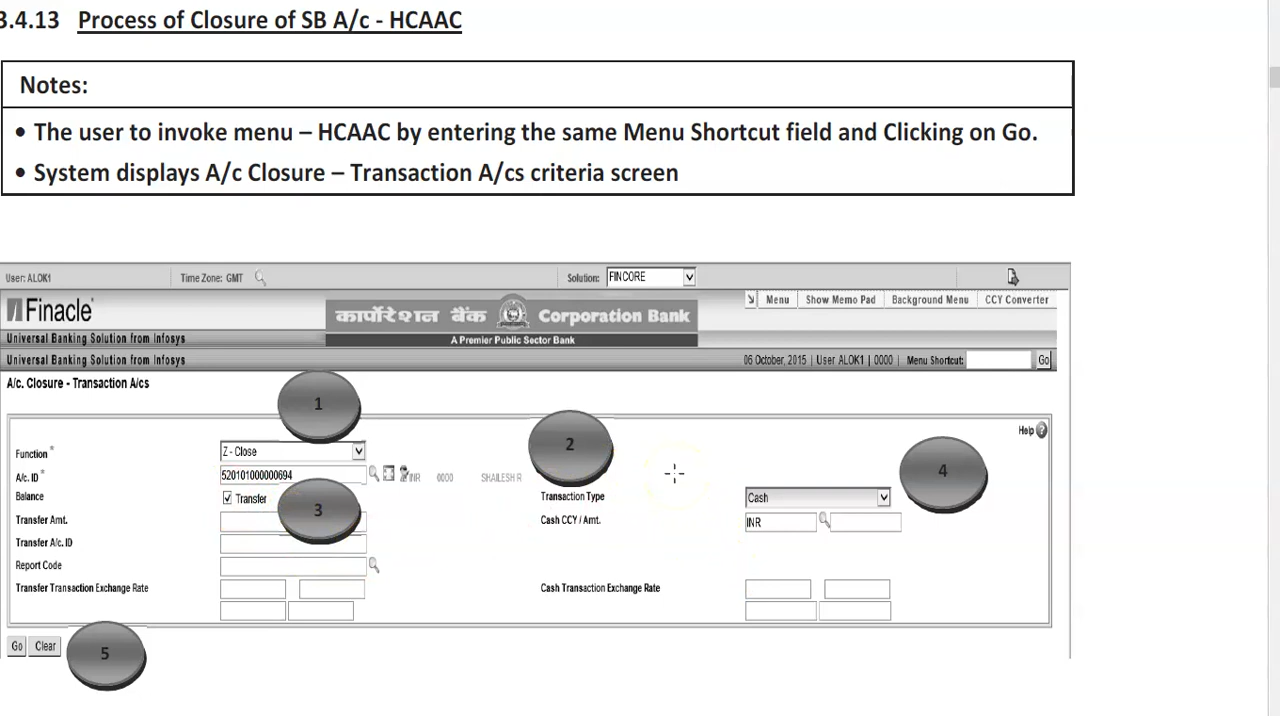 3.4.13 Process of Closure of SB A/c - HCAAC
Notes:
• The user to invoke menu – HCAAC by entering the same Menu Shortcut field and Clicking on Go.
• System displays A/c Closure – Transaction A/cs criteria screen
User: ALOK1 Time Zone: GMT Solution: FINCORE
Finacle
कार्पोरेशन बैंक Corporation Bank
Menu Show Memo Pad Background Menu CCY Converter
Universal Banking Solution from Infosys
A Premier Public Sector Bank
Universal Banking Solution from Infosys 06 October, 2015 | User ALOK1 | 0000 | Menu Shortcut: Go
A/c. Closure - Transaction A/cs
1
2
Help ?
Function * Z - Close
4
A/c. ID * 520101000000694 INR 0000 SHAILESH R
Balance Transfer Transaction Type Cash
3
Transfer Amt. Cash CCY / Amt. INR
Transfer A/c. ID
Report Code
Transfer Transaction Exchange Rate Cash Transaction Exchange Rate
Go Clear
5